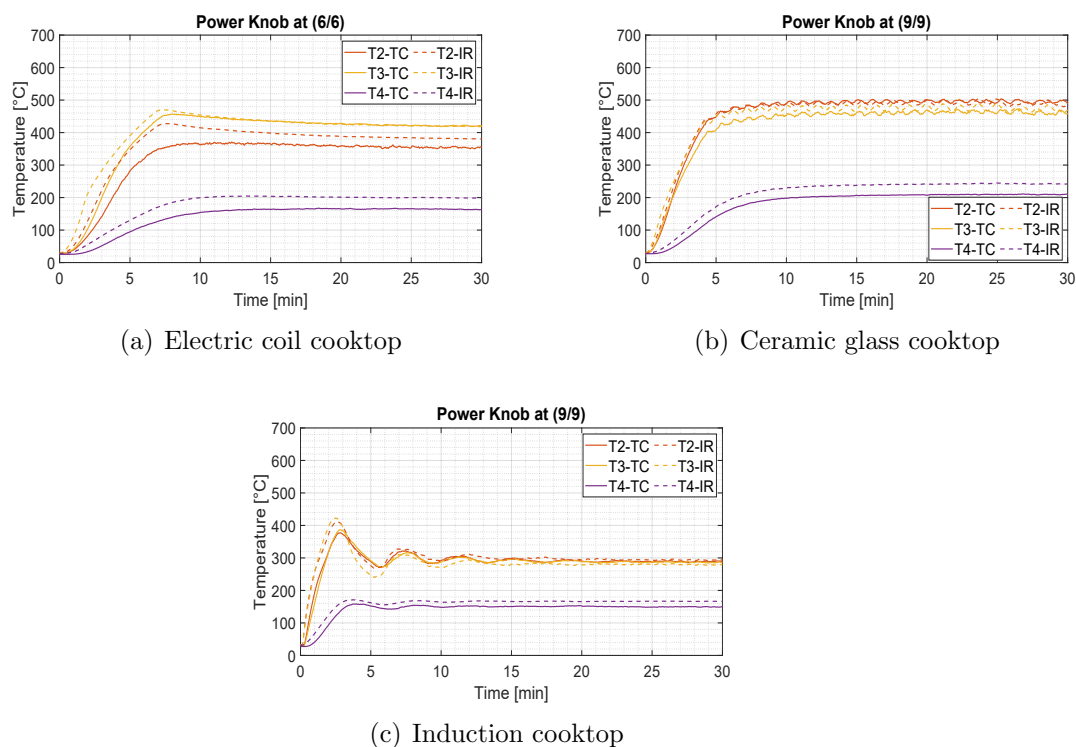 Power Knob at (6/6)
700
600
500
400
300
200
100
0
Temperature [°C]
T2-TC T2-IR
T3-TC T3-IR
T4-TC T4-IR
0 5 10 15 20 25 30
Time [min]
(a) Electric coil cooktop
Power Knob at (9/9)
700
600
500
400
300
200
100
0
Temperature [°C]
T2-TC T2-IR
T3-TC T3-IR
T4-TC T4-IR
0 5 10 15 20 25 30
Time [min]
(b) Ceramic glass cooktop
Power Knob at (9/9)
700
600
500
400
300
200
100
0
Temperature [°C]
T2-TC T2-IR
T3-TC T3-IR
T4-TC T4-IR
0 5 10 15 20 25 30
Time [min]
(c) Induction cooktop